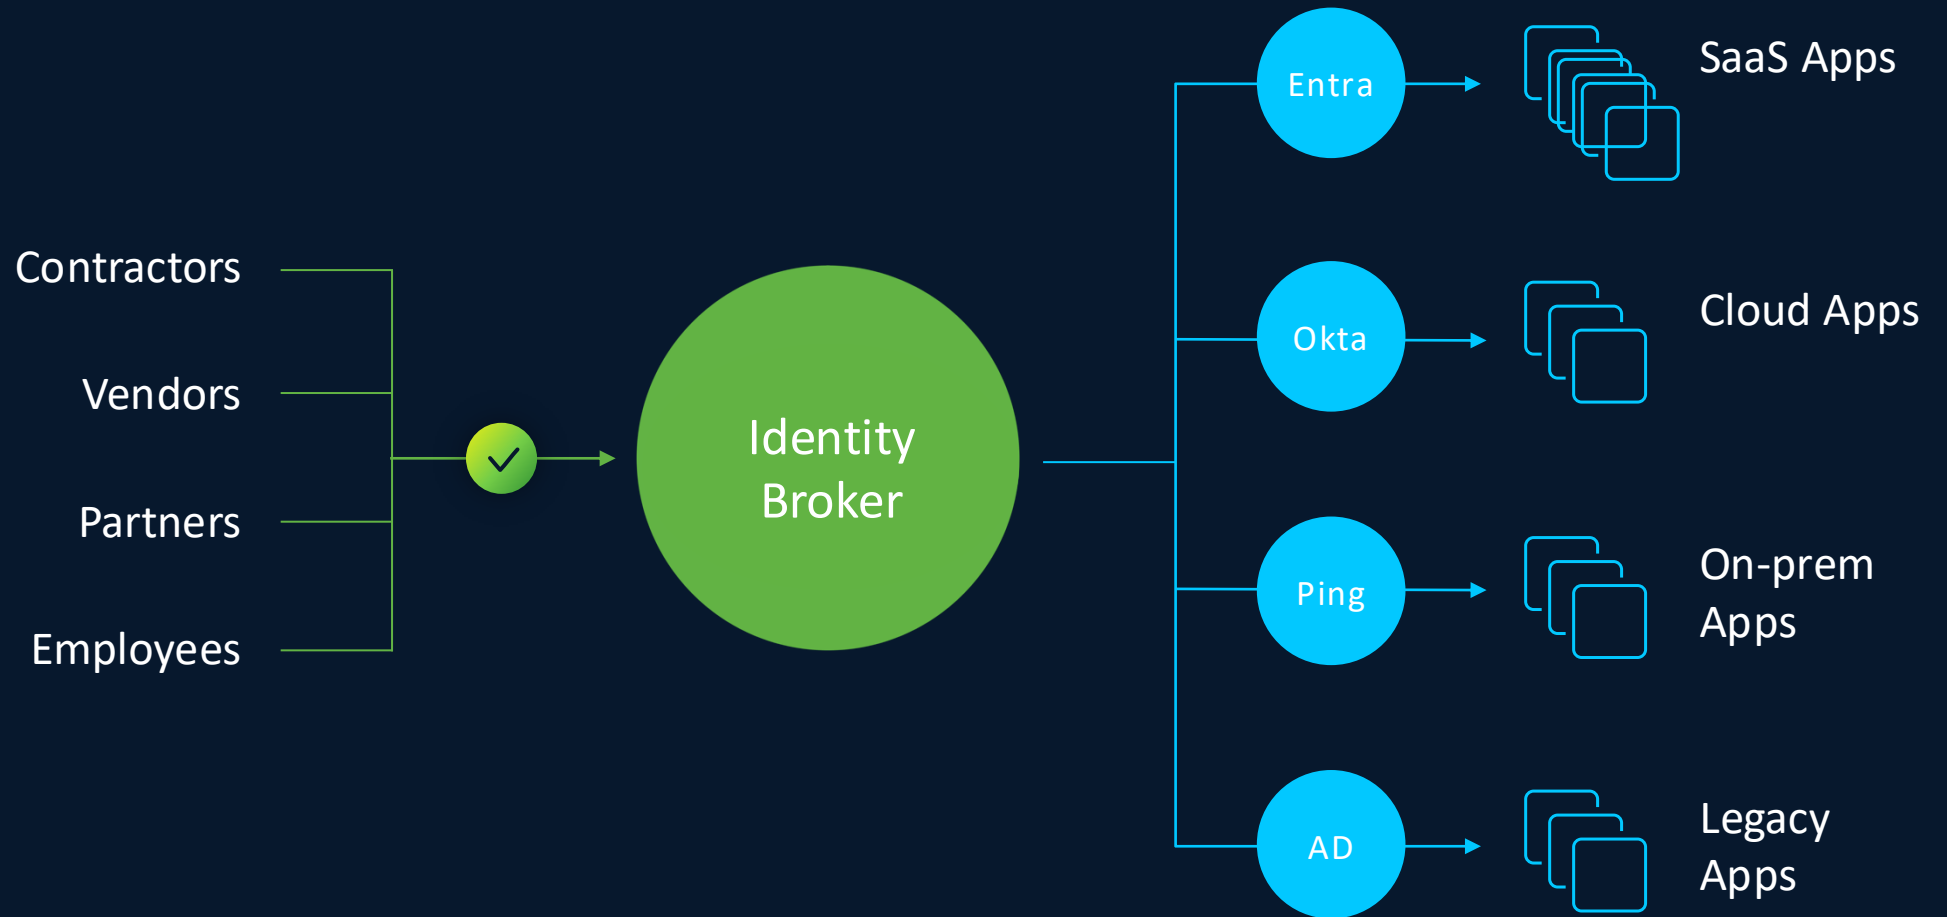 Contractors
Vendors
Partners
Employees
Identity
Broker
Entra
SaaS Apps
Okta
Cloud Apps
Ping
On-prem
Apps
AD
Legacy
Apps